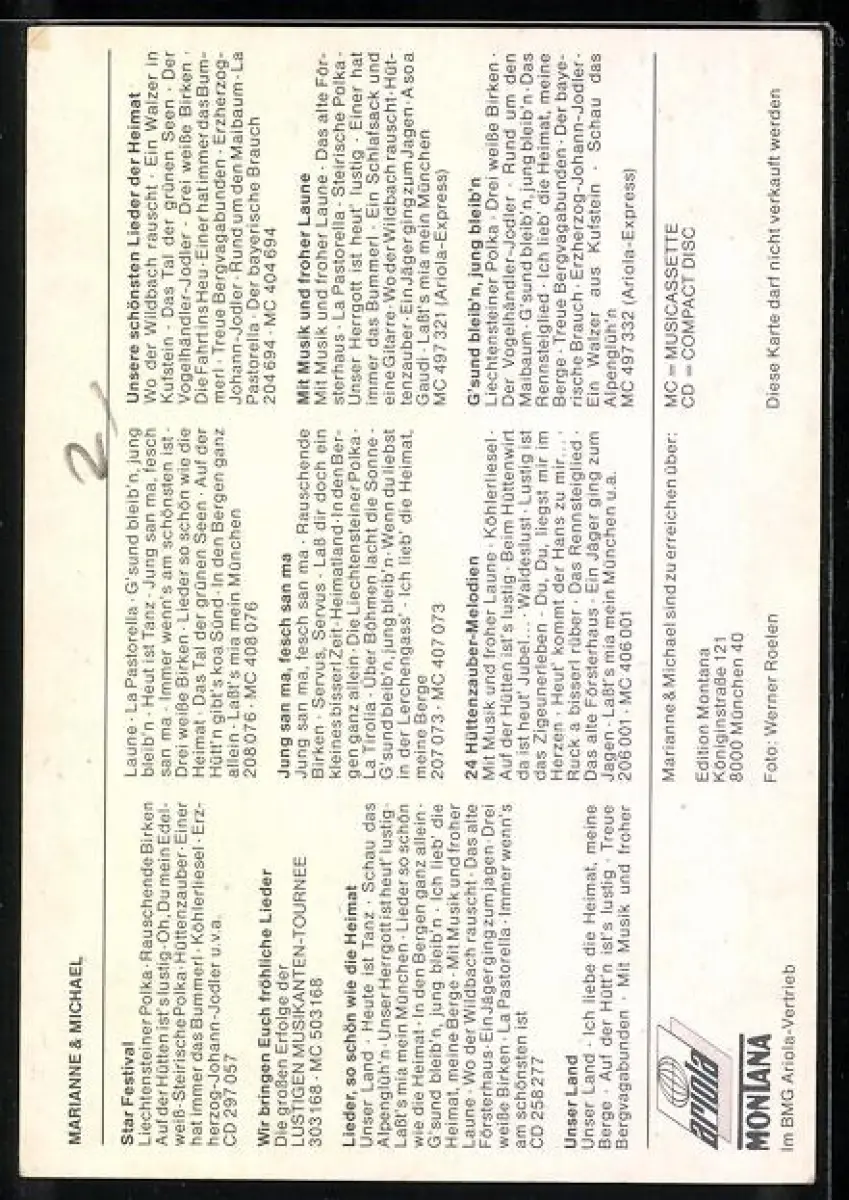 MARIANNE & MICHAEL
Star Festival
Liechtensteiner Polka · Rauschende Birken
Auf der Hütten ist's lustig · Oh, Du mein Edel-
weiß · Steirische Polka · Hüttenzauber · Einer
hat immer das Bummerl · Köhlerliesel · Erz-
herzog-Johann-Jodler u.v.a.
CD 297 057
Wir bringen Euch fröhliche Lieder
Die großen Erfolge der
LUSTIGEN MUSIKANTEN-TOURNEE
303 168 · MC 503 168
Lieder, so schön wie die Heimat
Unser Land · Heute ist Tanz · Schau das
Alpenglüh'n · Unser Herrgott ist heut' lustig ·
Laßt's mia mein München · Lieder so schön
wie die Heimat · In den Bergen ganz allein ·
G'sund bleib'n, jung bleib'n · Ich lieb' die
Heimat, meine Berge · Mit Musik und froher
Laune · Wo der Wildbach rauscht · Das alte
Försterhaus · Ein Jäger ging zum jagen · Drei
weiße Birken · La Pastorella · Immer wenn's
am schönsten ist
CD 258 277
Unser Land
Unser Land · Ich liebe die Heimat, meine
Berge · Auf der Hütt'n ist's lustig · Treue
Bergvagabunden · Mit Musik und froher
Laune · La Pastorella · G'sund bleib'n, jung
bleib'n · Heut ist Tanz · Jung san ma, fesch
san ma · Immer wenn's am schönsten ist ·
Drei weiße Birken · Lieder so schön wie die
Heimat · Das Tal der grünen Seen · Auf der
Hütt'n gibt's koa Sünd · In den Bergen ganz
allein · Laßt's mia mein München
208 076 · MC 408 076
Jung san ma, fesch san ma
Jung san ma, fesch san ma · Rauschende
Birken · Servus, Servus · Laß dir doch ein
kleines bisserl Zeit · Heimatland · In den Ber-
gen ganz allein · Die Liechtensteiner Polka ·
La Tirolia · Über Böhmen lacht die Sonne ·
G'sund bleib'n, jung bleib'n · Wenn du liebst
in der Lerchengass' · Ich lieb' die Heimat,
meine Berge
207 073 · MC 407 073
24 Hüttenzauber-Melodien
Mit Musik und froher Laune · Köhlerliesel ·
Auf der Hütten ist's lustig · Beim Hüttenwirt
da ist heut' Jubel... · Waldeslust · Lustig ist
das Zigeunerleben · Du, Du, liegst mir im
Herzen · Heut' kommt der Hans zu mir... ·
Ruck a bisserl rüber · Das Rennsteiglied ·
Das alte Försterhaus · Ein Jäger ging zum
Jagen · Laßt's mia mein München u.a.
206 001 · MC 406 001
Unsere schönsten Lieder der Heimat
Wo der Wildbach rauscht · Ein Walzer in
Kufstein · Das Tal der grünen Seen · Der
Vogelhändler-Jodler · Drei weiße Birken ·
Die Fahrt ins Heu · Einer hat immer das Bum-
merl · Treue Bergvagabunden · Erzherzog-
Johann-Jodler · Rund um den Maibaum · La
Pastorella · Der bayerische Brauch
204 694 · MC 404 694
Mit Musik und froher Laune
Mit Musik und froher Laune · Das alte För-
sterhaus · La Pastorella · Steirische Polka ·
Unser Herrgott ist heut' lustig · Einer hat
immer das Bummerl · Ein Schlafsack und
eine Gitarre · Wo der Wildbach rauscht · Hüt-
tenzauber · Ein Jäger ging zum Jagen · A soa
Gaudi · Laßt's mia mein München
MC 497 321 (Ariola-Express)
G'sund bleib'n, jung bleib'n
Liechtensteiner Polka · Drei weiße Birken ·
Der Vogelhändler-Jodler · Rund um den
Maibaum · G'sund bleib'n, jung bleib'n · Das
Rennsteiglied · Ich lieb' die Heimat, meine
Berge · Treue Bergvagabunden · Der baye-
rische Brauch · Erzherzog-Johann-Jodler ·
Ein Walzer aus Kufstein · Schau das
Alpenglüh'n
MC 497 332 (Ariola-Express)
ariola
MONTANA
Im BMG Ariola-Vertrieb
Marianne & Michael sind zu erreichen über:
Edition Montana
Königinstraße 121
8000 München 40
Foto: Werner Roelen
MC = MUSICASSETTE
CD = COMPACT DISC
Diese Karte darf nicht verkauft werden